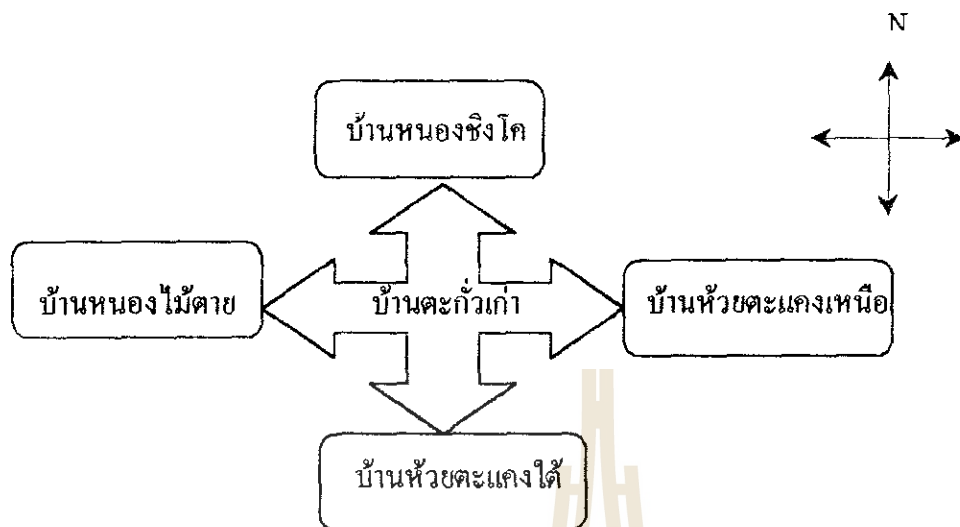 N
บ้านหนองชิงโค
บ้านหนองไม้ตาย
บ้านตะกั่วเก่า
บ้านห้วยตะแคงเหนือ
บ้านห้วยตะแคงใต้